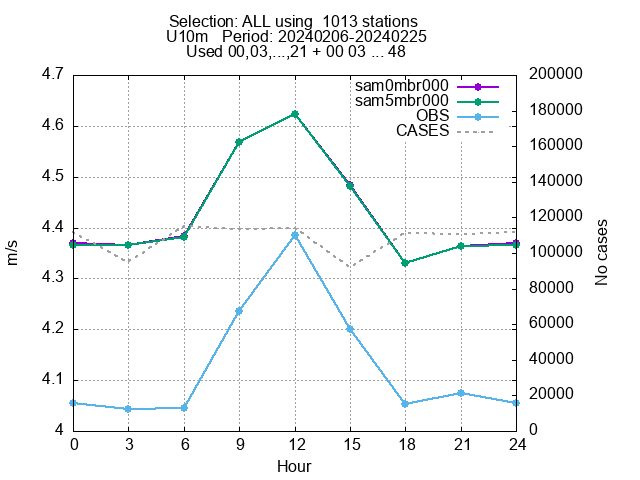 Selection: ALL using  1013 stations
U10m   Period: 20240206-20240225
Used 00,03,...,21 + 00 03 ... 48
sam0mbr000
sam5mbr000
OBS
CASES
4.7
4.6
4.5
4.4
4.3
4.2
4.1
4
m/s
200000
180000
160000
140000
120000
100000
80000
60000
40000
20000
0
No cases
0 3 6 9 12 15 18 21 24
Hour